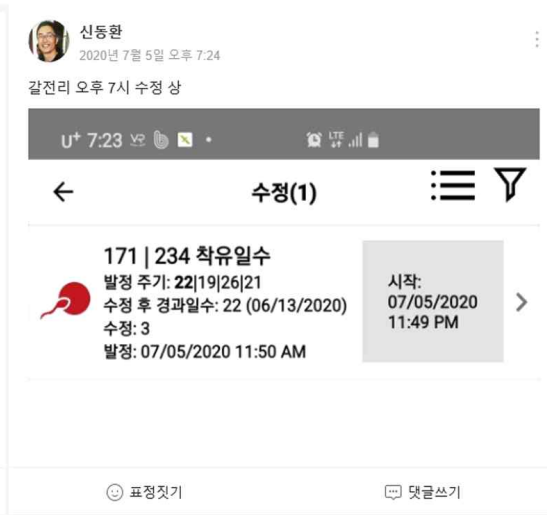 신동환
2020년 7월 5일 오후 7:24
갈전리 오후 7시 수정 상
U+ 7:23
LTE
수정(1)
171 | 234 착유일수
발정 주기: 22|19|26|21
수정 후 경과일수: 22 (06/13/2020)
수정: 3
발정: 07/05/2020 11:50 AM
시작:
07/05/2020
11:49 PM
표정짓기
댓글쓰기